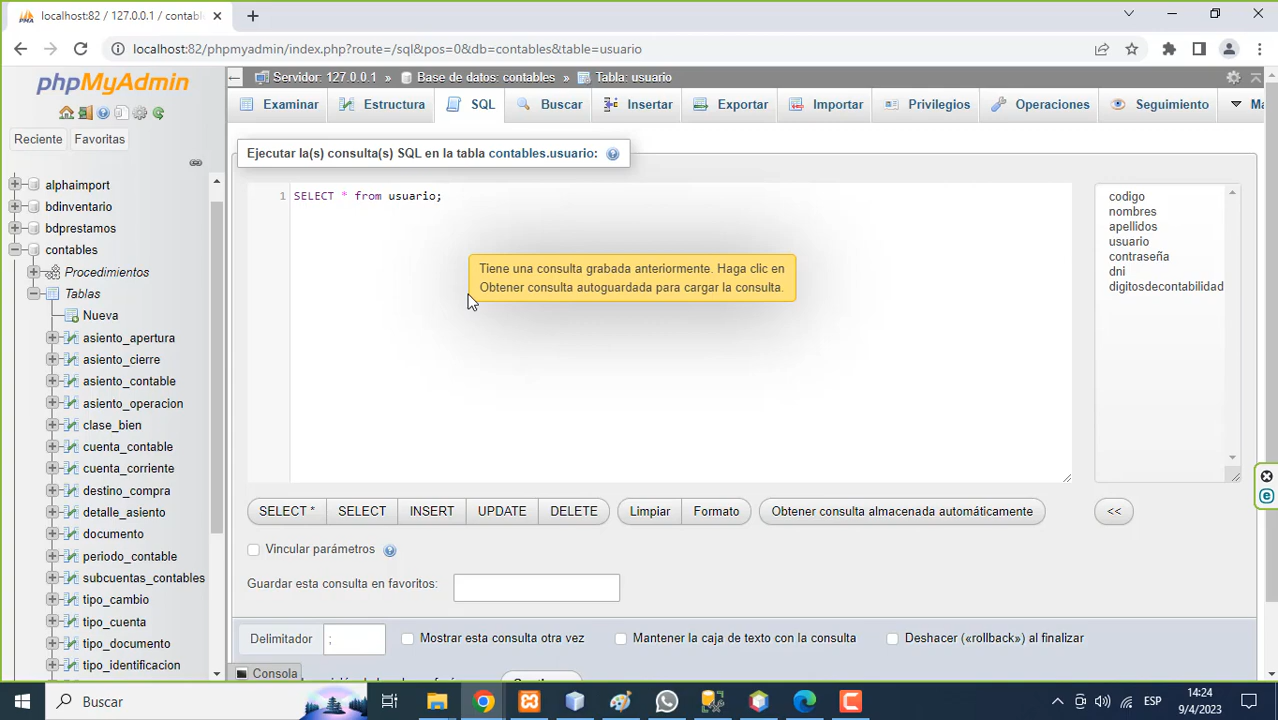 localhost:82 / 127.0.0.1 / contab
localhost:82/phpmyadmin/index.php?route=/sql&pos=0&db=contables&table=usuario
phpMyAdmin
Reciente
Favoritas
alphaimport
bdinventario
bdprestamos
contables
Procedimientos
Tablas
Nueva
asiento_apertura
asiento_cierre
asiento_contable
asiento_operacion
clase_bien
cuenta_contable
cuenta_corriente
destino_compra
detalle_asiento
documento
periodo_contable
subcuentas_contables
tipo_cambio
tipo_cuenta
tipo_documento
tipo_identificacion
Servidor: 127.0.0.1 » Base de datos: contables » Tabla: usuario
Examinar Estructura SQL Buscar Insertar Exportar Importar Privilegios Operaciones Seguimiento Ma
Ejecutar la(s) consulta(s) SQL en la tabla contables.usuario:
1 SELECT * from usuario;
Tiene una consulta grabada anteriormente. Haga clic en
Obtener consulta autoguardada para cargar la consulta.
codigo
nombres
apellidos
usuario
contraseña
dni
digitosdecontabilidad
SELECT * SELECT INSERT UPDATE DELETE Limpiar Formato Obtener consulta almacenada automáticamente <<
Vincular parámetros
Guardar esta consulta en favoritos:
Delimitador ; Mostrar esta consulta otra vez Mantener la caja de texto con la consulta Deshacer («rollback») al finalizar
Consola
Buscar
ESP
14:24
9/4/2023